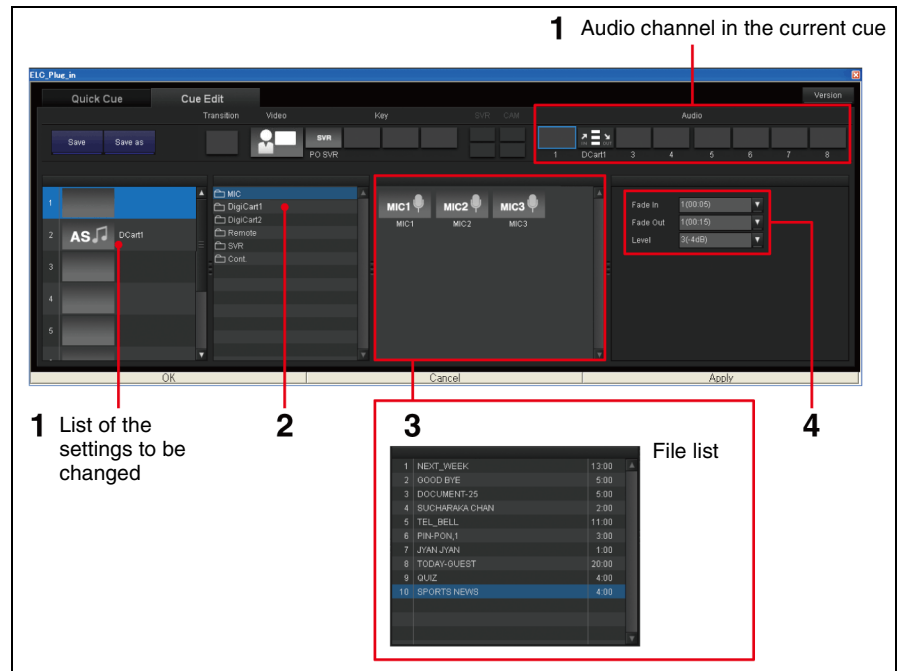 1 Audio channel in the current cue
ELC_Plug_in
Quick Cue Cue Edit Version
Transition Video Key SVR CAM Audio
Save Save as SVR
PO SVR 1 DCart1 3 4 5 6 7 8
1
2 AS DCart1
3
4
5
MIC
DigiCart1
DigiCart2
Remote
SVR
Cont.
MIC1 MIC2 MIC3
MIC1 MIC2 MIC3
Fade In 1(00:05)
Fade Out 1(00:15)
Level 3(-4dB)
OK Cancel Apply
1 List of the
settings to be
changed
2
3
4
File list
1 NEXT_WEEK 13:00
2 GOOD BYE 5:00
3 DOCUMENT-25 5:00
4 SUCHARAKA CHAN 2:00
5 TEL_BELL 11:00
6 PIN-PON,1 3:00
7 JYAN JYAN 1:00
8 TODAY-GUEST 20:00
9 QUIZ 4:00
10 SPORTS NEWS 4:00